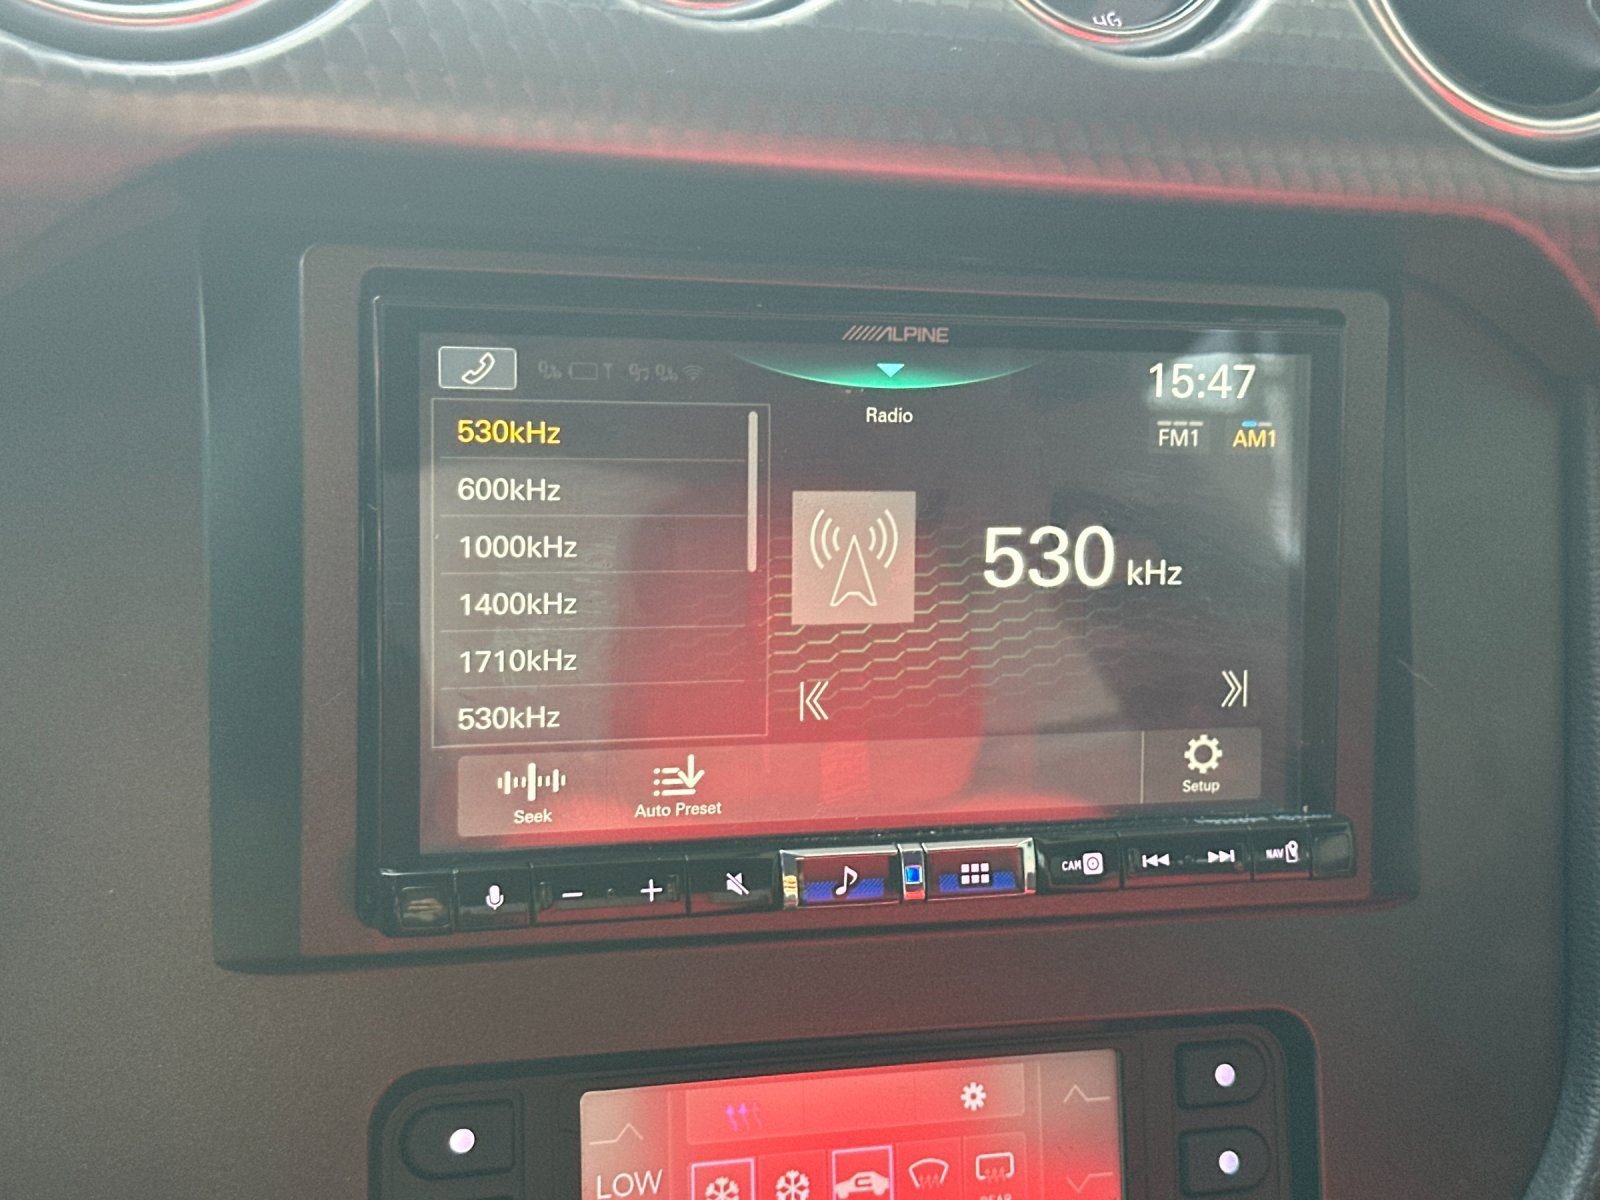 ALPINE
15:47
Radio
FM1 AM1
530kHz
600kHz
1000kHz
1400kHz
1710kHz
530kHz
530 kHz
Seek
Auto Preset
Setup
CAM
NAV
LOW
REAR